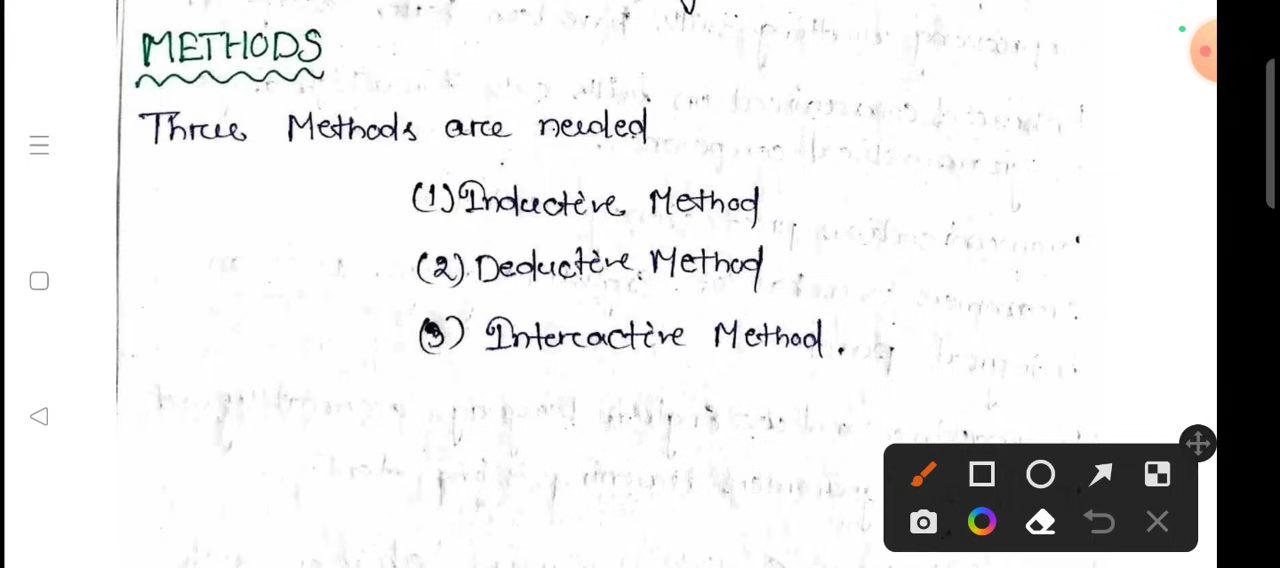 METHODS
Three Methods are needed
(1) Inductive Method
(2) Deductive Method
(3) Interactive Method.